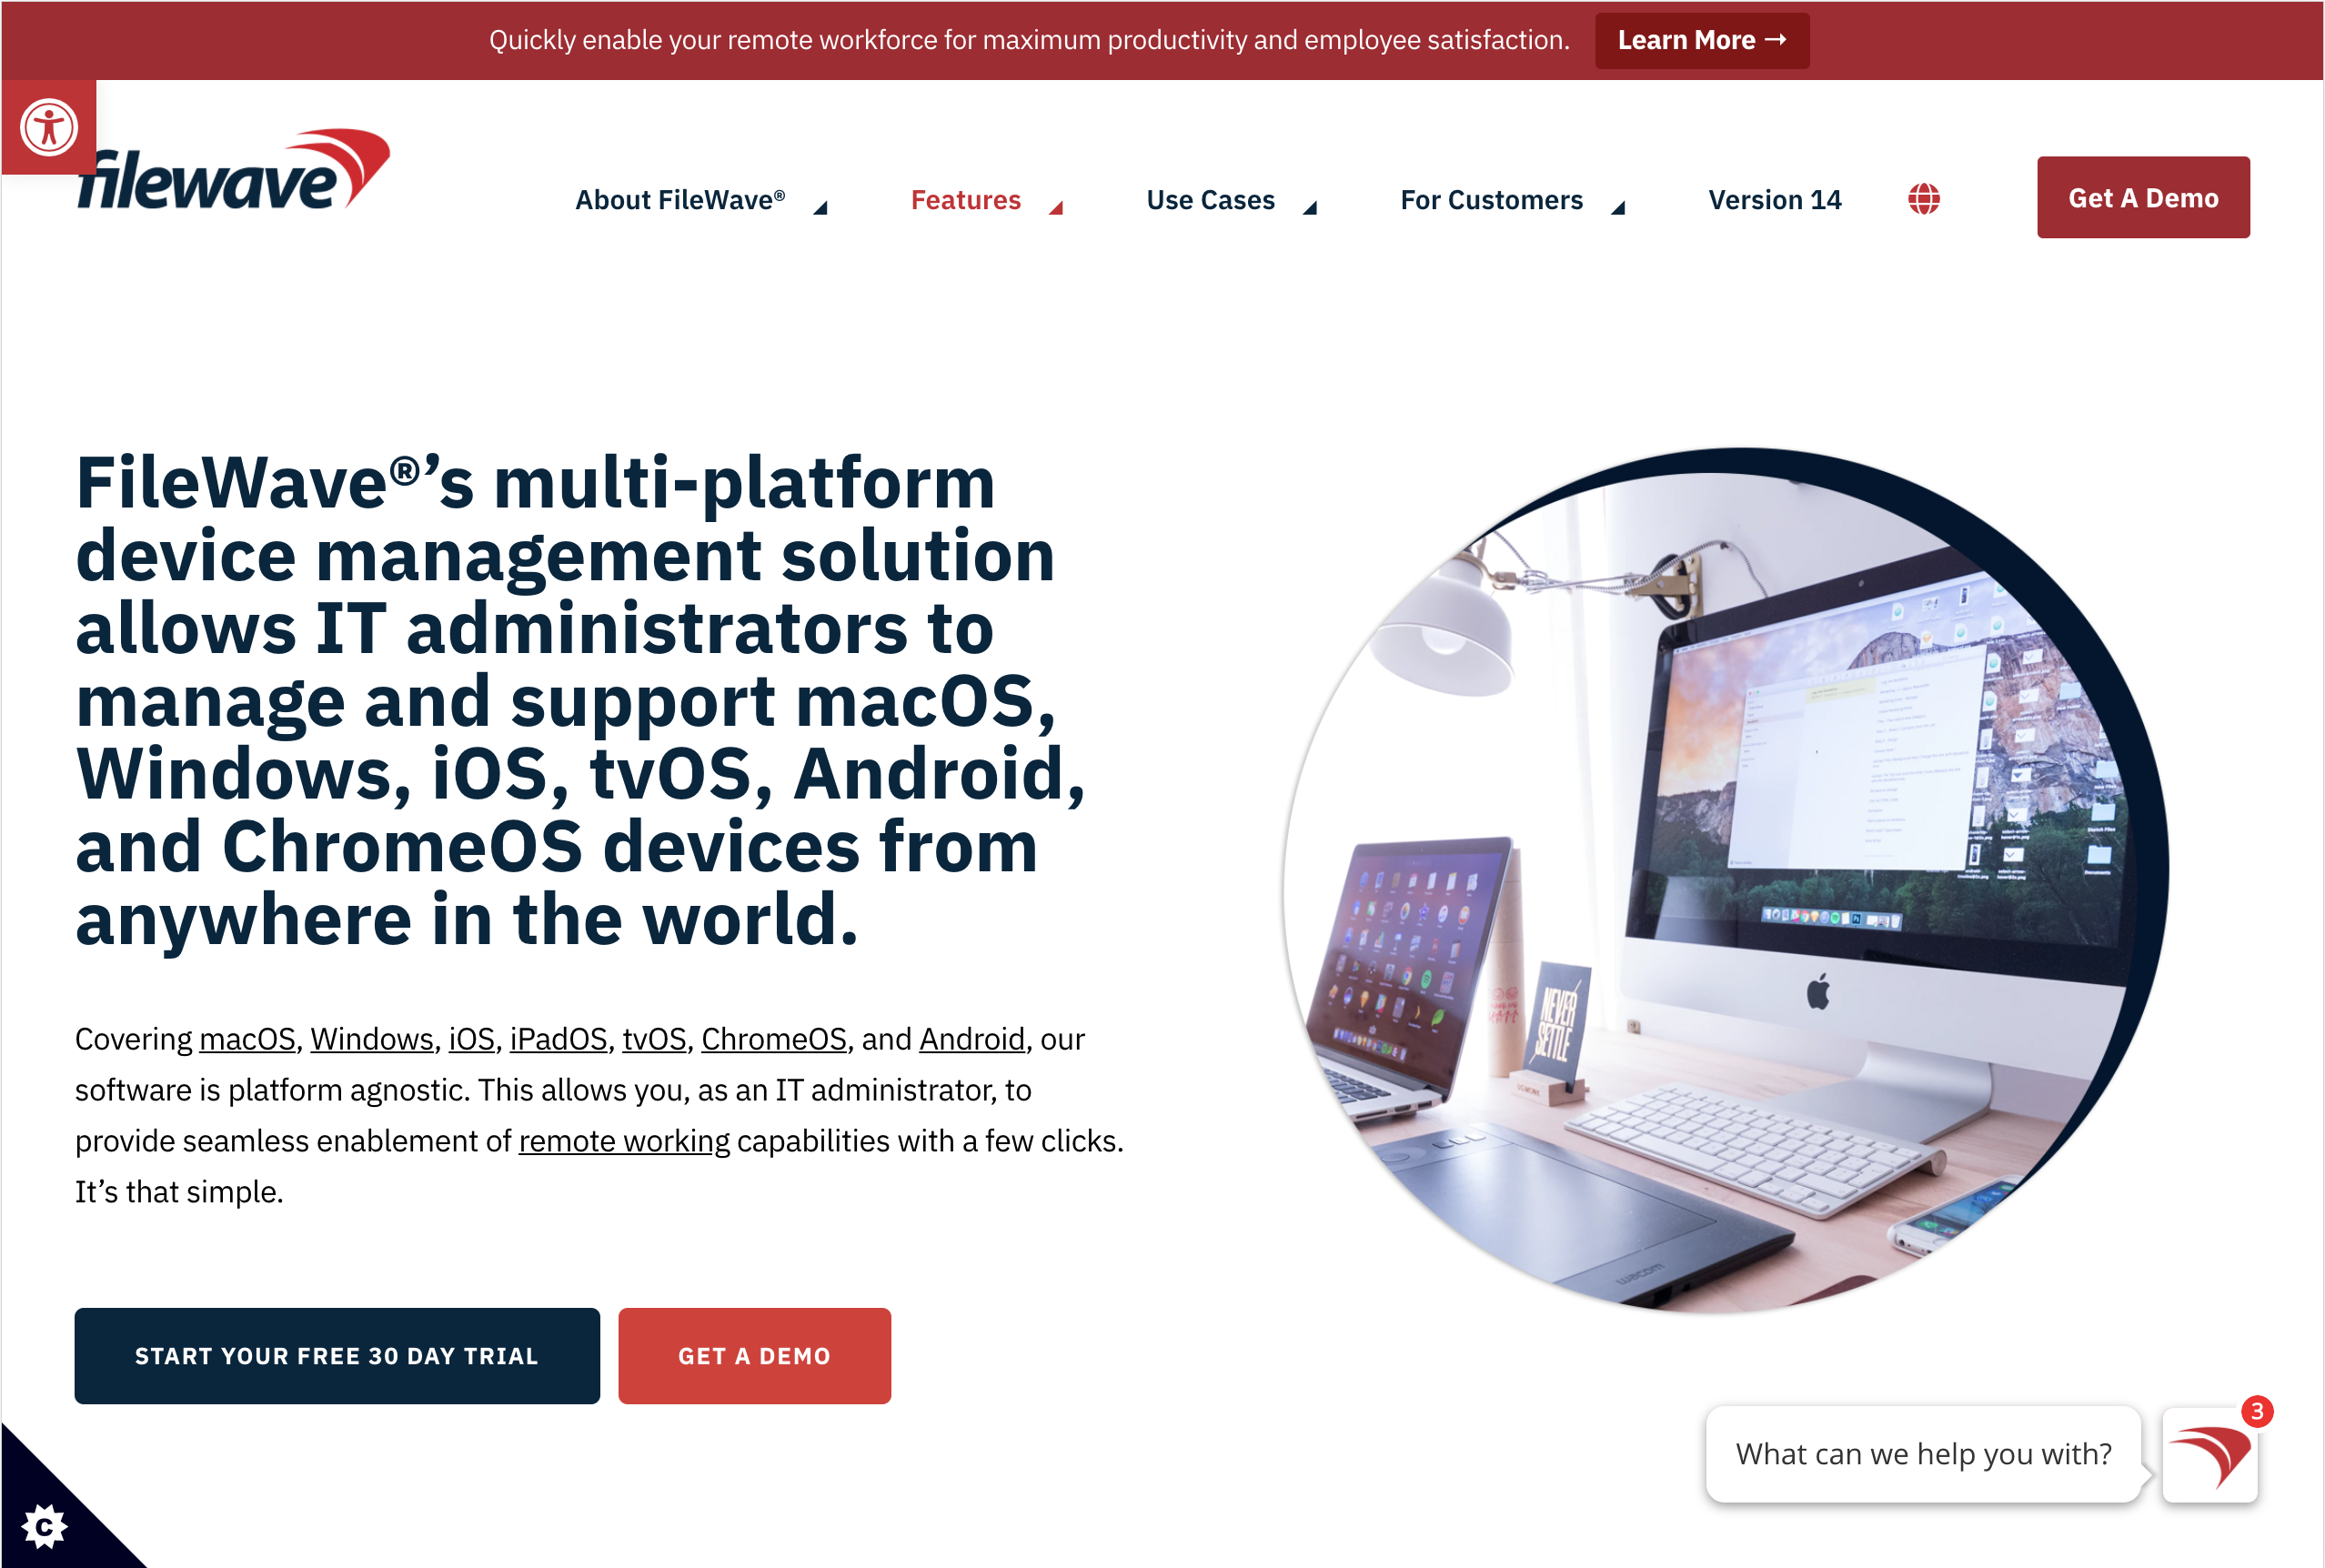 Quickly enable your remote workforce for maximum productivity and employee satisfaction. Learn More →
filewave
About FileWave® Features Use Cases For Customers Version 14 Get A Demo
FileWave®’s multi-platform
device management solution
allows IT administrators to
manage and support macOS,
Windows, iOS, tvOS, Android,
and ChromeOS devices from
anywhere in the world.
Covering macOS, Windows, iOS, iPadOS, tvOS, ChromeOS, and Android, our
software is platform agnostic. This allows you, as an IT administrator, to
provide seamless enablement of remote working capabilities with a few clicks.
It’s that simple.
START YOUR FREE 30 DAY TRIAL GET A DEMO
NEVER
SETTLE
UGMONK
wacom
What can we help you with?
3
C